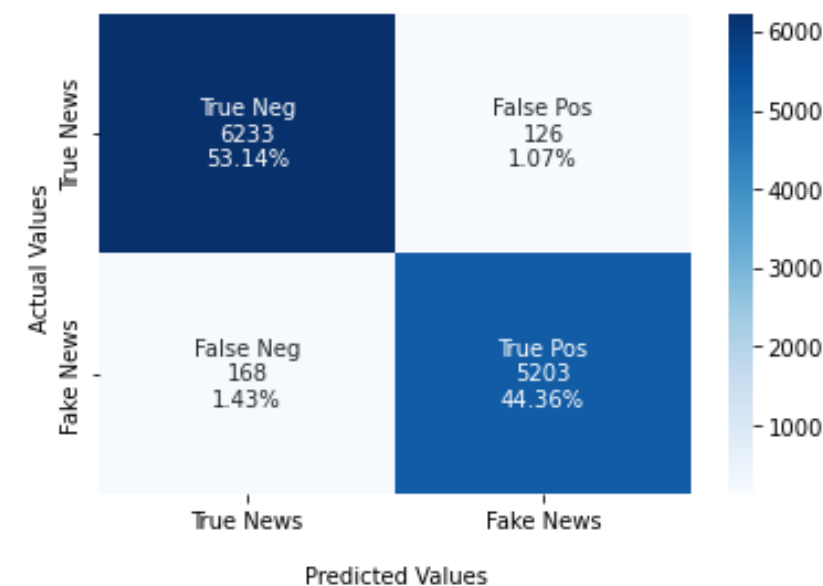 True Neg
6233
53.14%
False Pos
126
1.07%
False Neg
168
1.43%
True Pos
5203
44.36%
True News
Fake News
Actual Values
True News
Fake News
Predicted Values
6000
5000
4000
3000
2000
1000